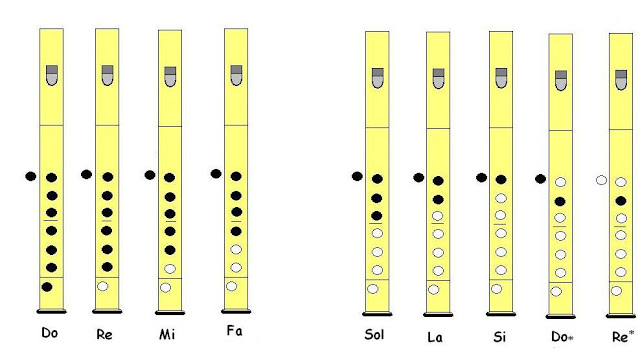 Do Re Mi Fa Sol La Si Do* Re*